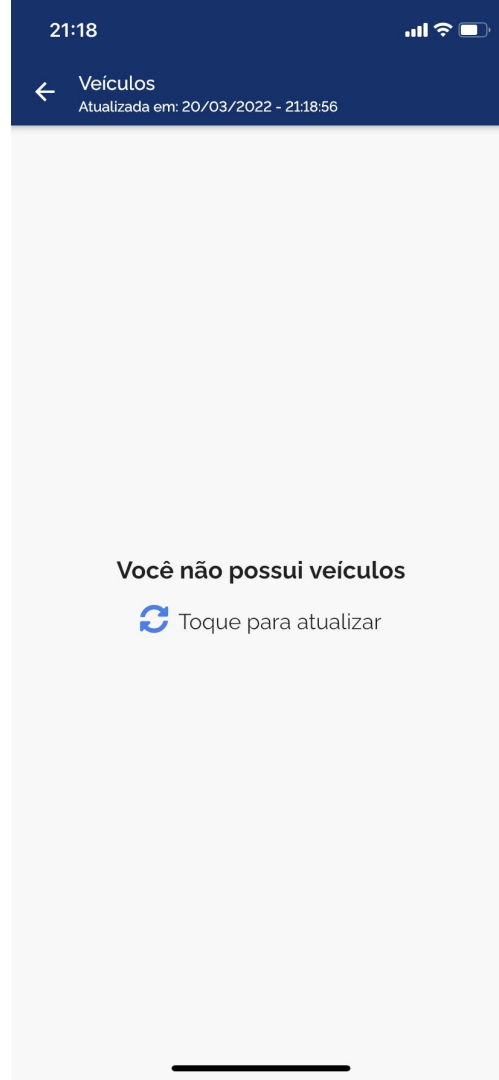 21:18
Veículos
Atualizada em: 20/03/2022 - 21:18:56
Você não possui veículos
Toque para atualizar